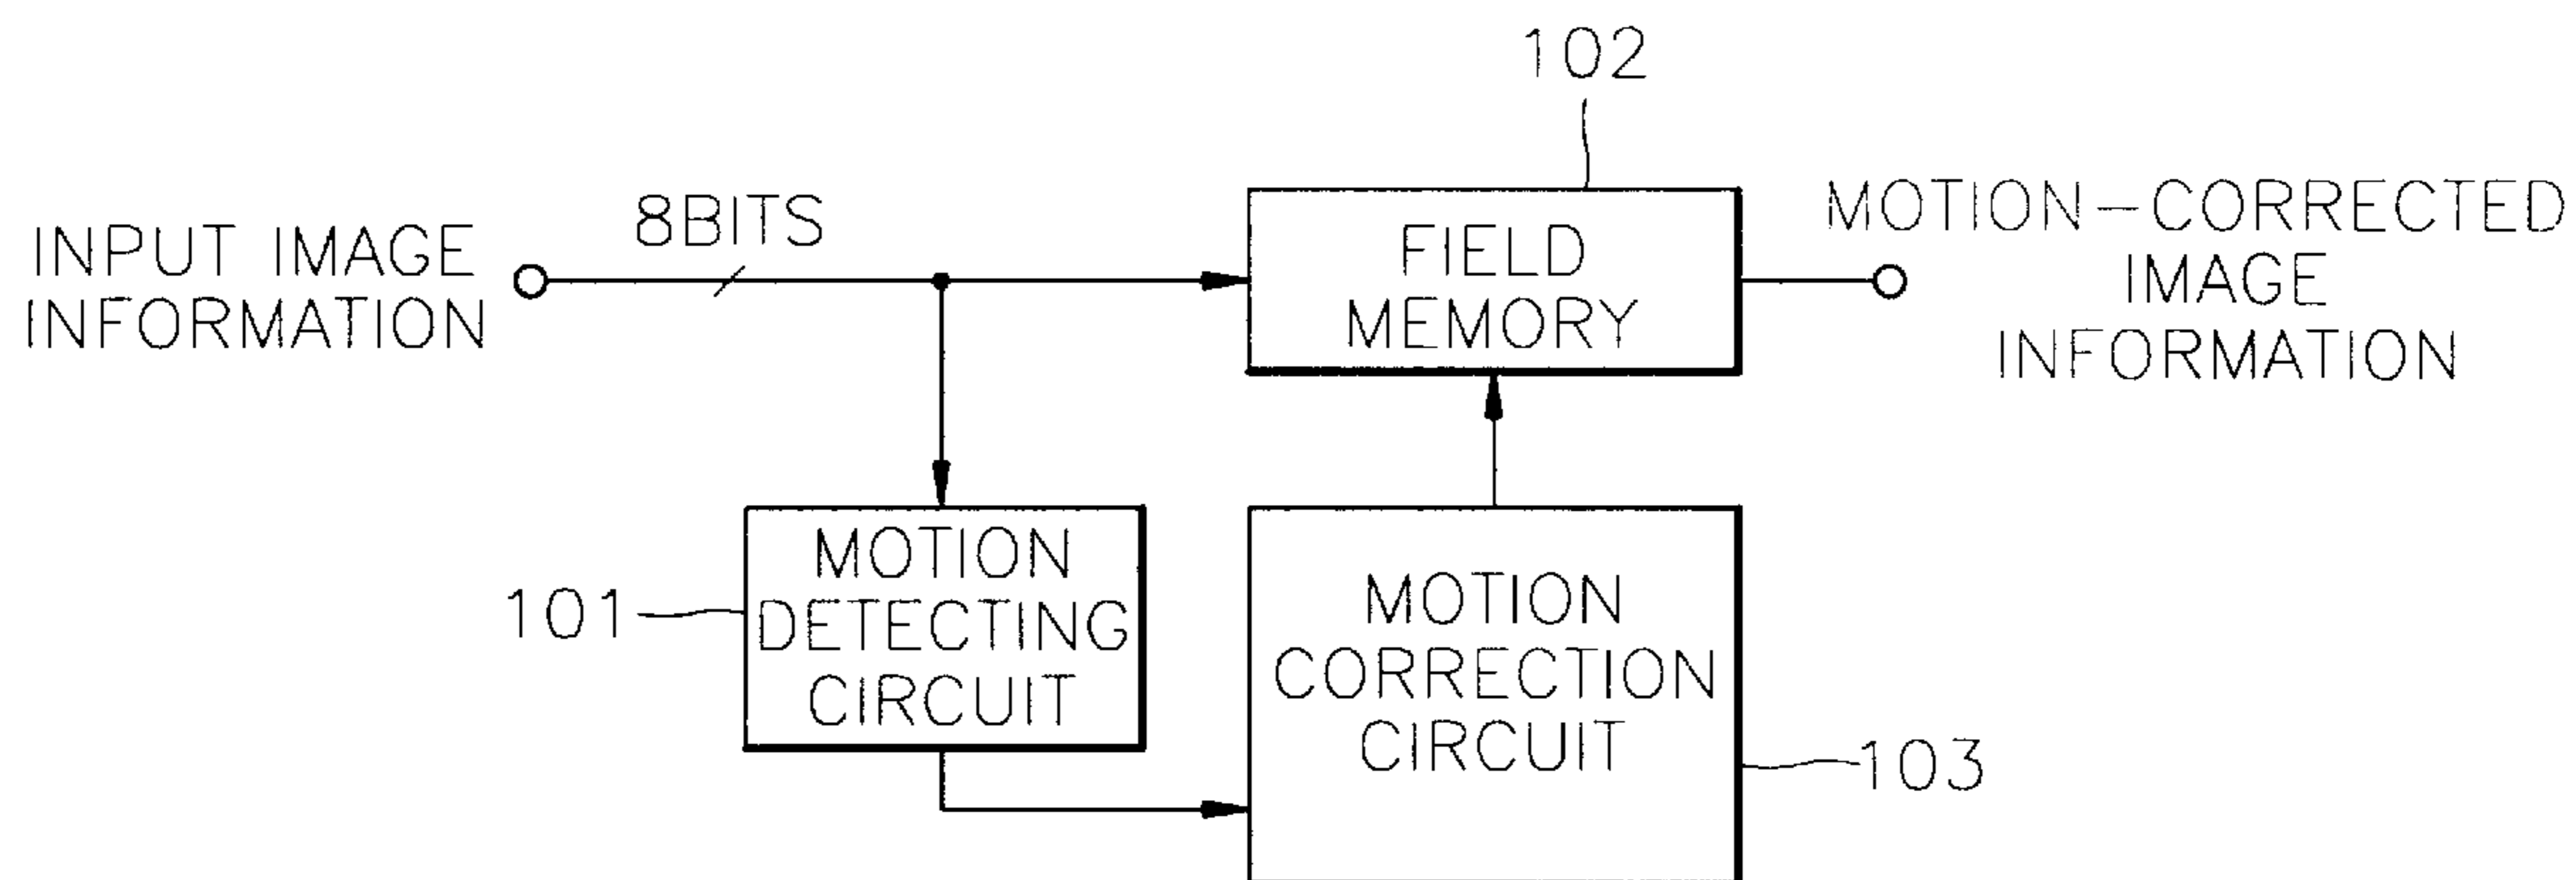 102
8BITS
INPUT IMAGE
INFORMATION
FIELD
MEMORY
MOTION-CORRECTED
IMAGE
INFORMATION
101
MOTION
DETECTING
CIRCUIT
MOTION
CORRECTION
CIRCUIT
103